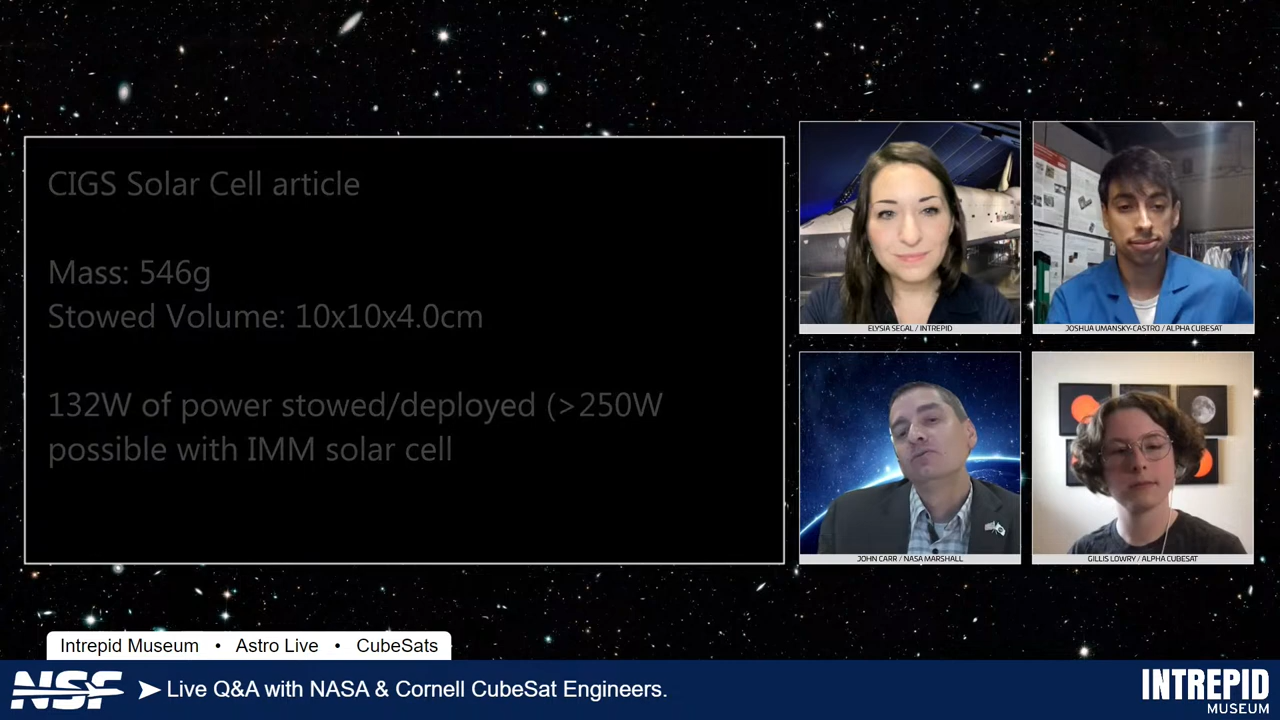 CIGS Solar Cell article
Mass: 546g
Stowed Volume: 10x10x4.0cm
132W of power stowed/deployed (>250W
possible with IMM solar cell
ELYSIA SEGAL / INTREPID
JOSHUA UMANSKY-CASTRO / ALPHA CUBESAT
JOHN CARR / NASA MARSHALL
GILLIS LOWRY / ALPHA CUBESAT
Intrepid Museum • Astro Live • CubeSats
NSF
Live Q&A with NASA & Cornell CubeSat Engineers.
INTREPID
MUSEUM